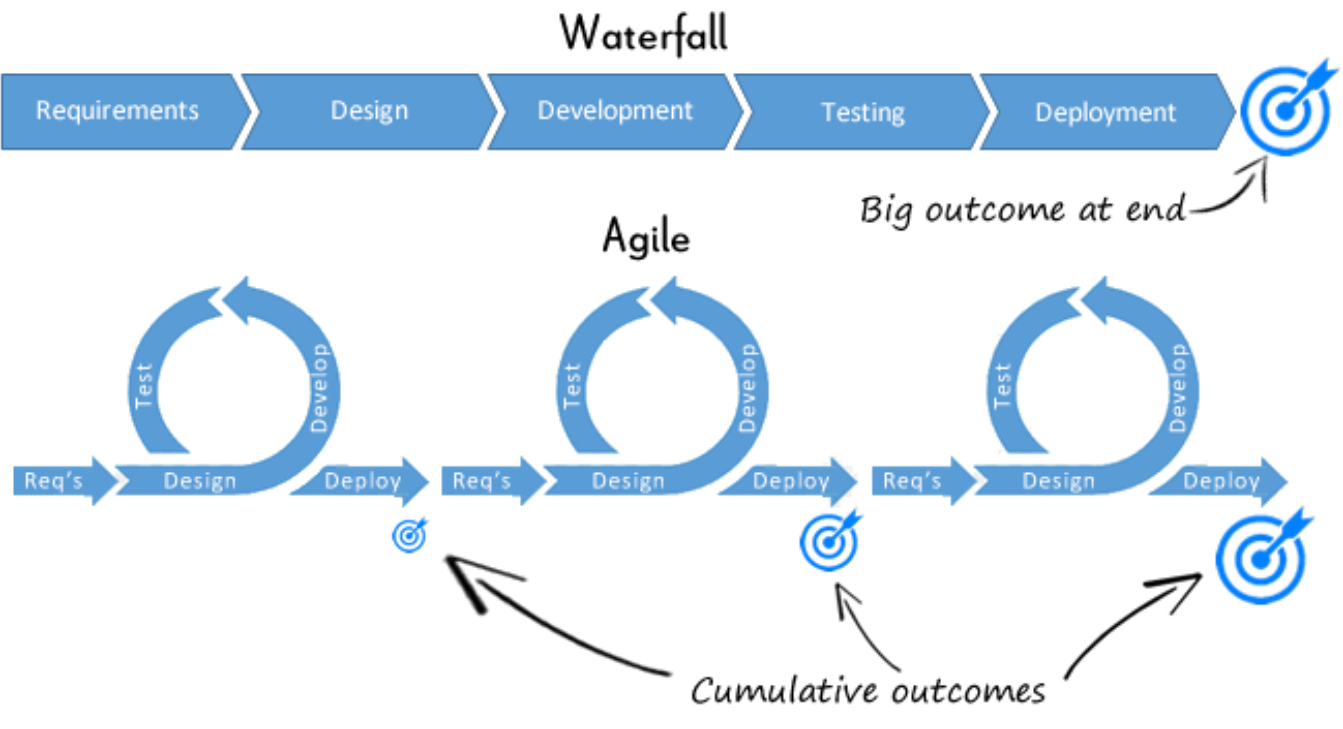 Waterfall
Requirements Design Development Testing Deployment
Big outcome at end
Agile
Test Develop Test Develop Test Develop
Req's Design Deploy Req's Design Deploy Req's Design Deploy
Cumulative outcomes